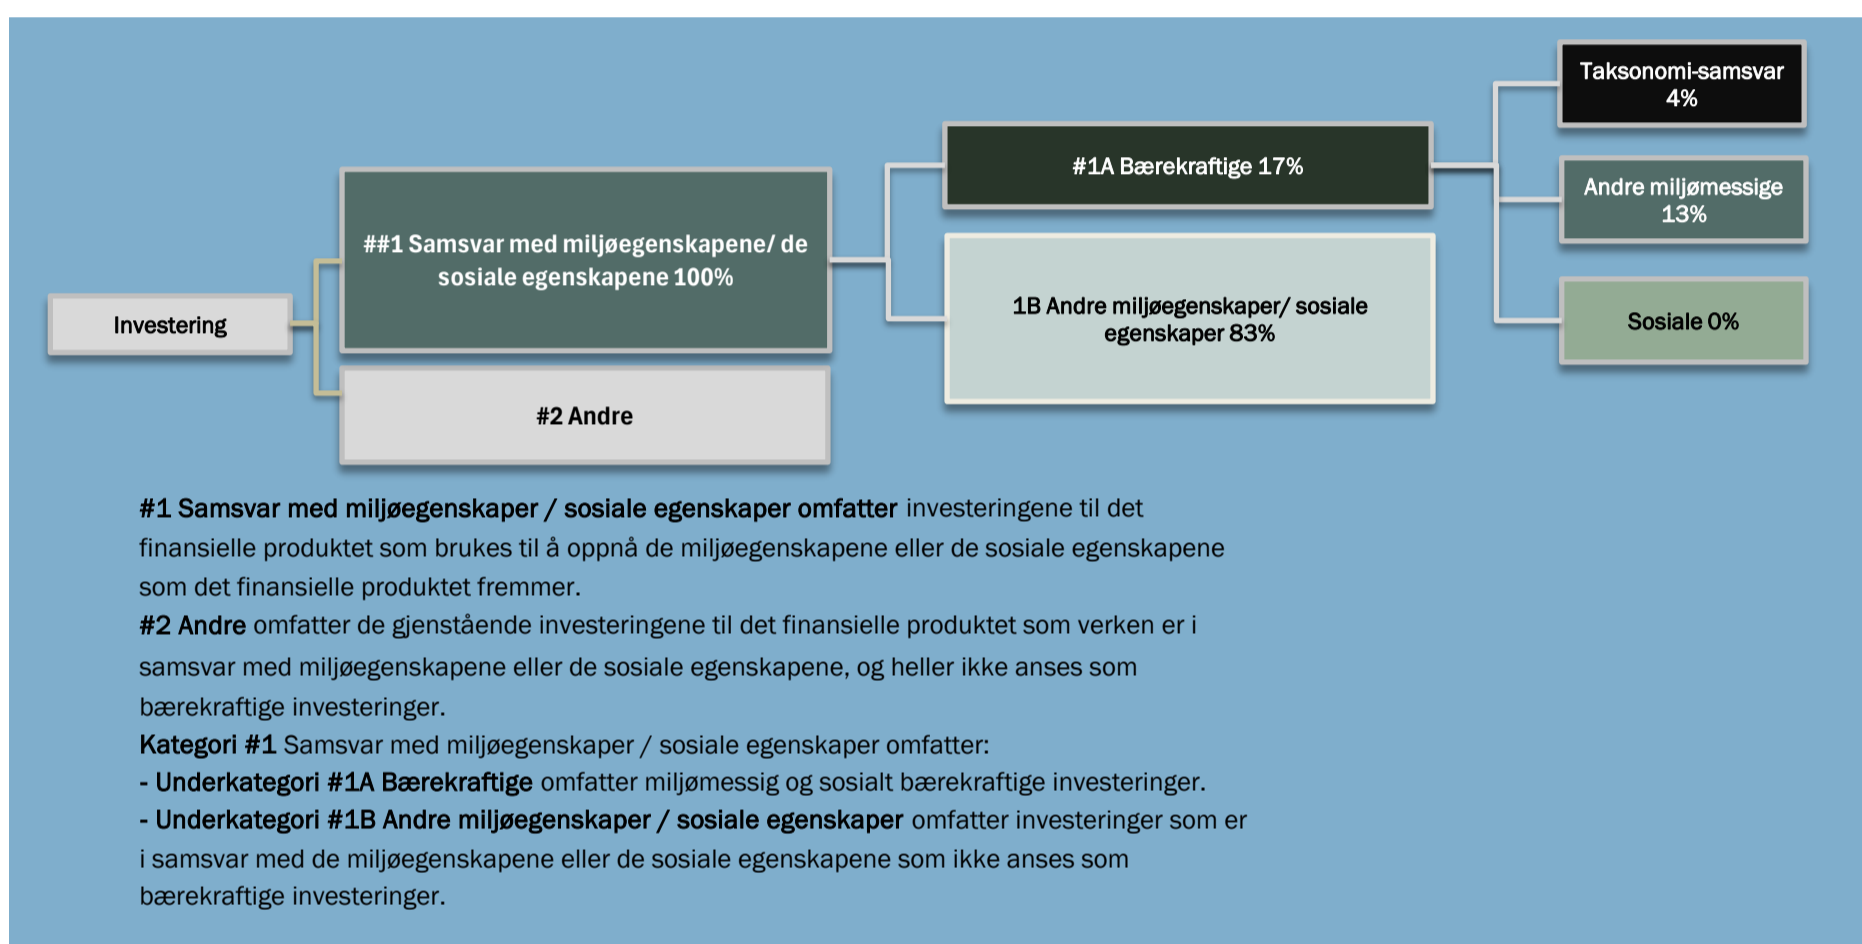 Taksonomi-samsvar
4%
#1A Bærekraftige 17%
Andre miljømessige
13%
##1 Samsvar med miljøegenskapene/ de
sosiale egenskapene 100%
1B Andre miljøegenskaper/ sosiale
egenskaper 83%
Investering
Sosiale 0%
#2 Andre
#1 Samsvar med miljøegenskaper / sosiale egenskaper omfatter investeringene til det
finansielle produktet som brukes til å oppnå de miljøegenskapene eller de sosiale egenskapene
som det finansielle produktet fremmer.
#2 Andre omfatter de gjenstående investeringene til det finansielle produktet som verken er i
samsvar med miljøegenskapene eller de sosiale egenskapene, og heller ikke anses som
bærekraftige investeringer.
Kategori #1 Samsvar med miljøegenskaper / sosiale egenskaper omfatter:
- Underkategori #1A Bærekraftige omfatter miljømessig og sosialt bærekraftige investeringer.
- Underkategori #1B Andre miljøegenskaper / sosiale egenskaper omfatter investeringer som er
i samsvar med de miljøegenskapene eller de sosiale egenskapene som ikke anses som
bærekraftige investeringer.